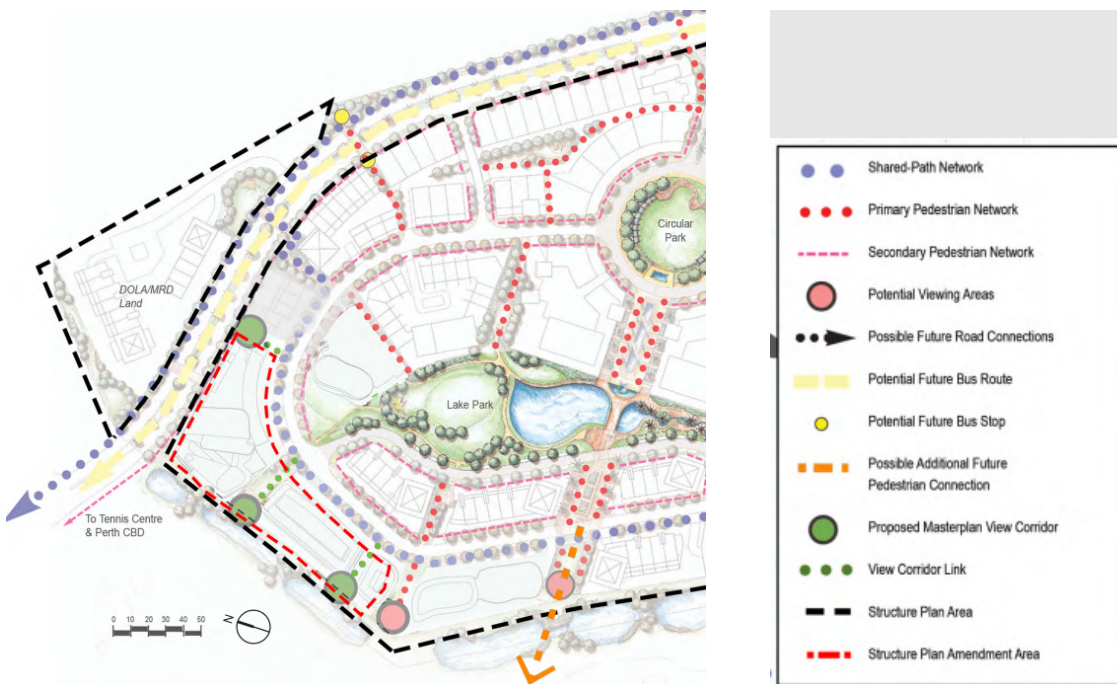 DOLA/MRD
Land
Circular
Park
Lake Park
To Tennis Centre
& Perth CBD
0 10 20 30 40 50
N
Shared-Path Network
Primary Pedestrian Network
Secondary Pedestrian Network
Potential Viewing Areas
Possible Future Road Connections
Potential Future Bus Route
Potential Future Bus Stop
Possible Additional Future
Pedestrian Connection
Proposed Masterplan View Corridor
View Corridor Link
Structure Plan Area
Structure Plan Amendment Area